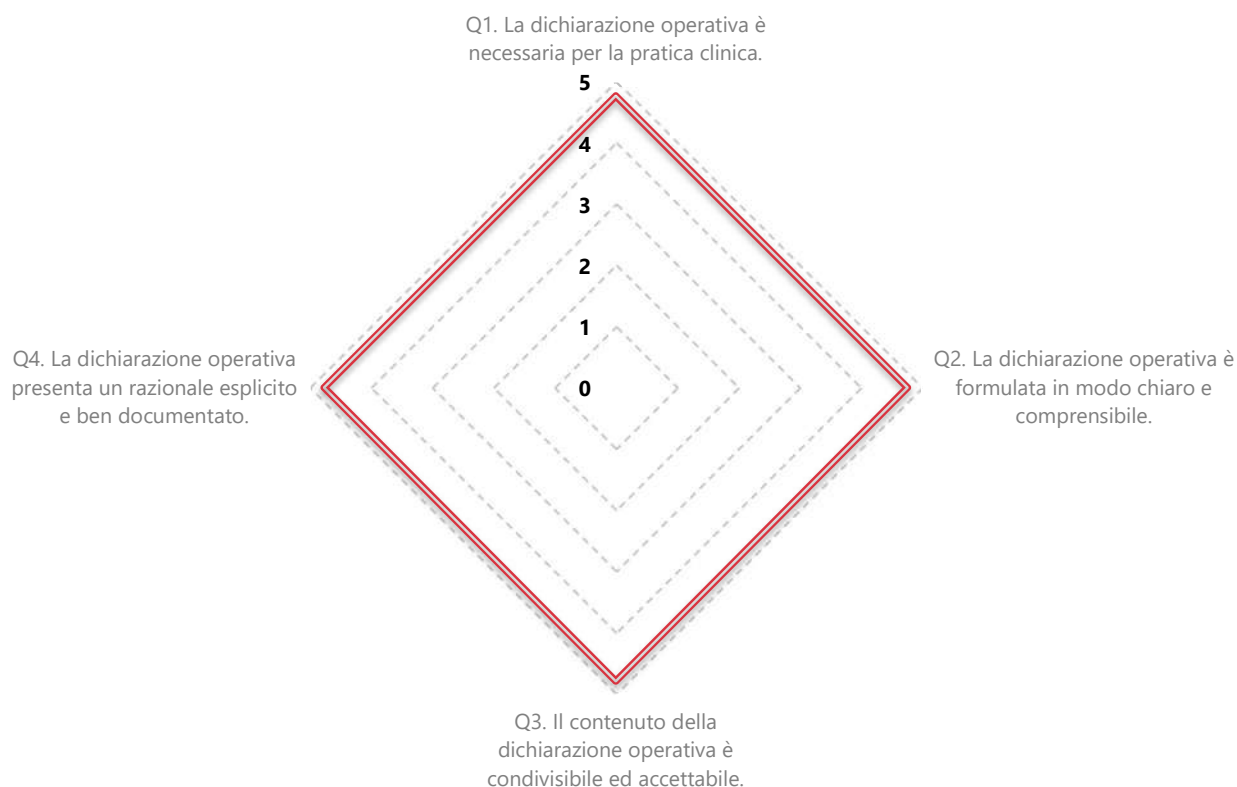 Q1. La dichiarazione operativa è
necessaria per la pratica clinica.
5
4
3
2
1
0
Q4. La dichiarazione operativa
presenta un razionale esplicito
e ben documentato.
Q2. La dichiarazione operativa è
formulata in modo chiaro e
comprensibile.
Q3. Il contenuto della
dichiarazione operativa è
condivisibile ed accettabile.